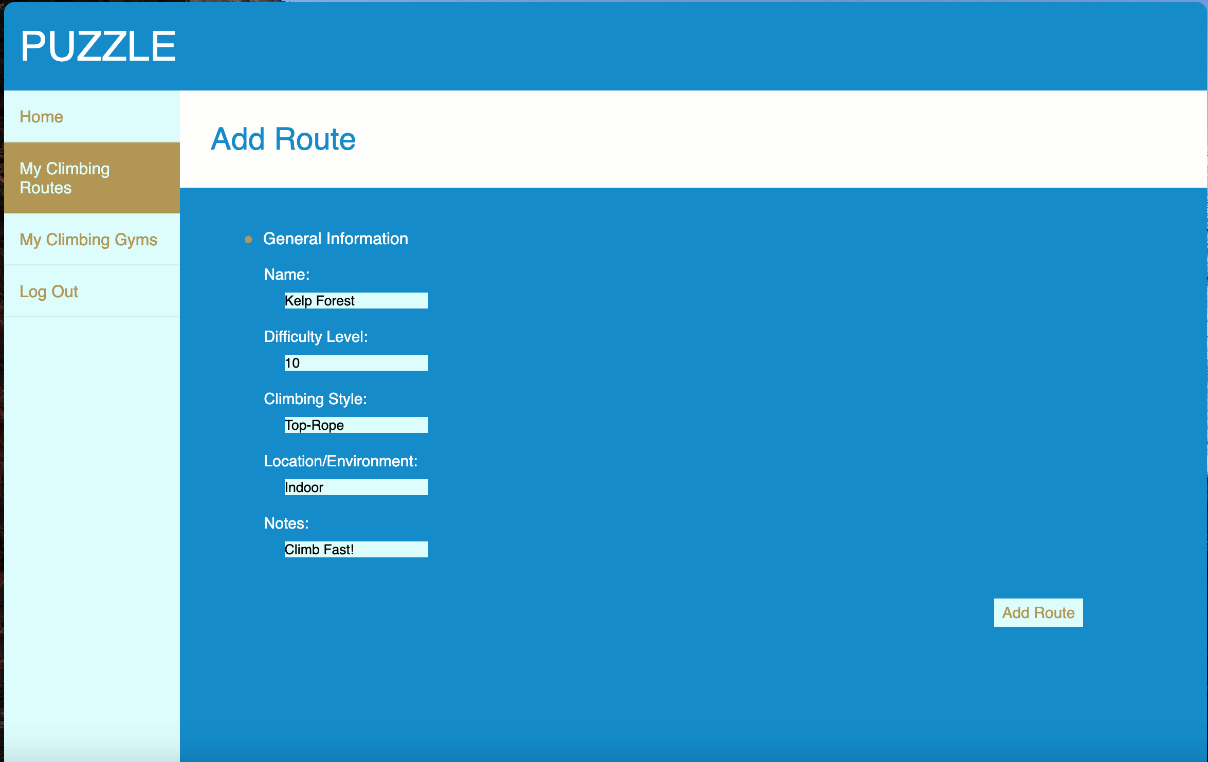 PUZZLE
Home
My Climbing
Routes
My Climbing Gyms
Log Out
Add Route
General Information
Name:
Kelp Forest
Difficulty Level:
10
Climbing Style:
Top-Rope
Location/Environment:
Indoor
Notes:
Climb Fast!
Add Route